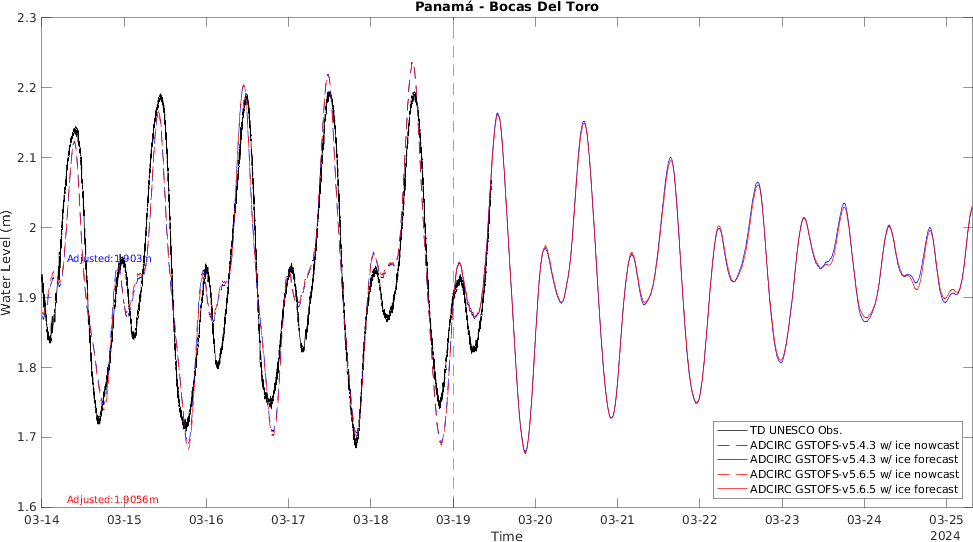 Panamá - Bocas Del Toro
Water Level (m)
2.3
2.2
2.1
2
1.9
1.8
1.7
1.6
Adjusted:1.903m
Adjusted:1.9056m
TD UNESCO Obs.
ADCIRC GSTOFS-v5.4.3 w/ ice nowcast
ADCIRC GSTOFS-v5.4.3 w/ ice forecast
ADCIRC GSTOFS-v5.6.5 w/ ice nowcast
ADCIRC GSTOFS-v5.6.5 w/ ice forecast
03-14 03-15 03-16 03-17 03-18 03-19 03-20 03-21 03-22 03-23 03-24 03-25
2024
Time